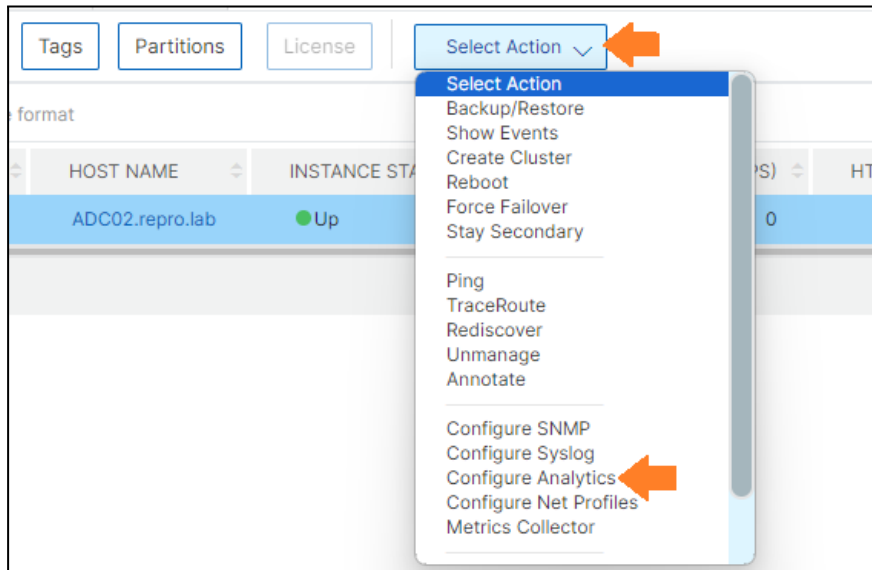 Tags Partitions License Select Action
e format
HOST NAME INSTANCE STA PS) HT
ADC02.repro.lab Up 0
Select Action
Backup/Restore
Show Events
Create Cluster
Reboot
Force Failover
Stay Secondary
Ping
TraceRoute
Rediscover
Unmanage
Annotate
Configure SNMP
Configure Syslog
Configure Analytics
Configure Net Profiles
Metrics Collector